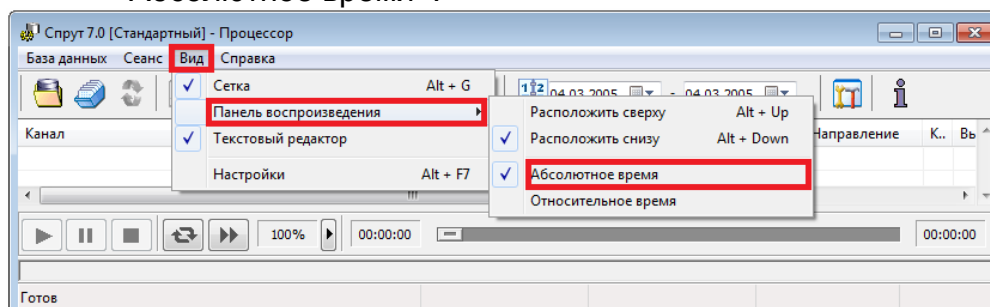 Абсолютное время".
Спрут 7.0 [Стандартный] - Процессор
База данных Сеанс Вид Справка
Сетка Alt + G
04.03.2005 - 04.03.2005
Панель воспроизведения
Расположить сверху Alt + Up
Канал
Текстовый редактор
Расположить снизу Alt + Down
Направление К.. Вь
Настройки Alt + F7
Абсолютное время
Относительное время
100% 00:00:00 00:00:00
Готов